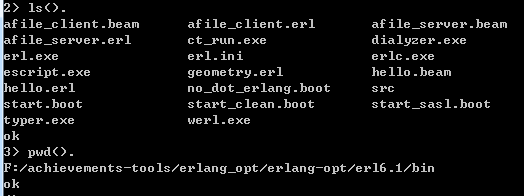 2> ls().
afile_client.beam     afile_client.erl      afile_server.beam
afile_server.erl      ct_run.exe            dialyzer.exe
erl.exe               erl.ini               erlc.exe
escript.exe           geometry.erl          hello.beam
hello.erl             no_dot_erlang.boot    src
start.boot            start_clean.boot      start_sasl.boot
typer.exe             werl.exe
ok
3> pwd().
F:/achievements-tools/erlang_opt/erlang-opt/erl6.1/bin
ok